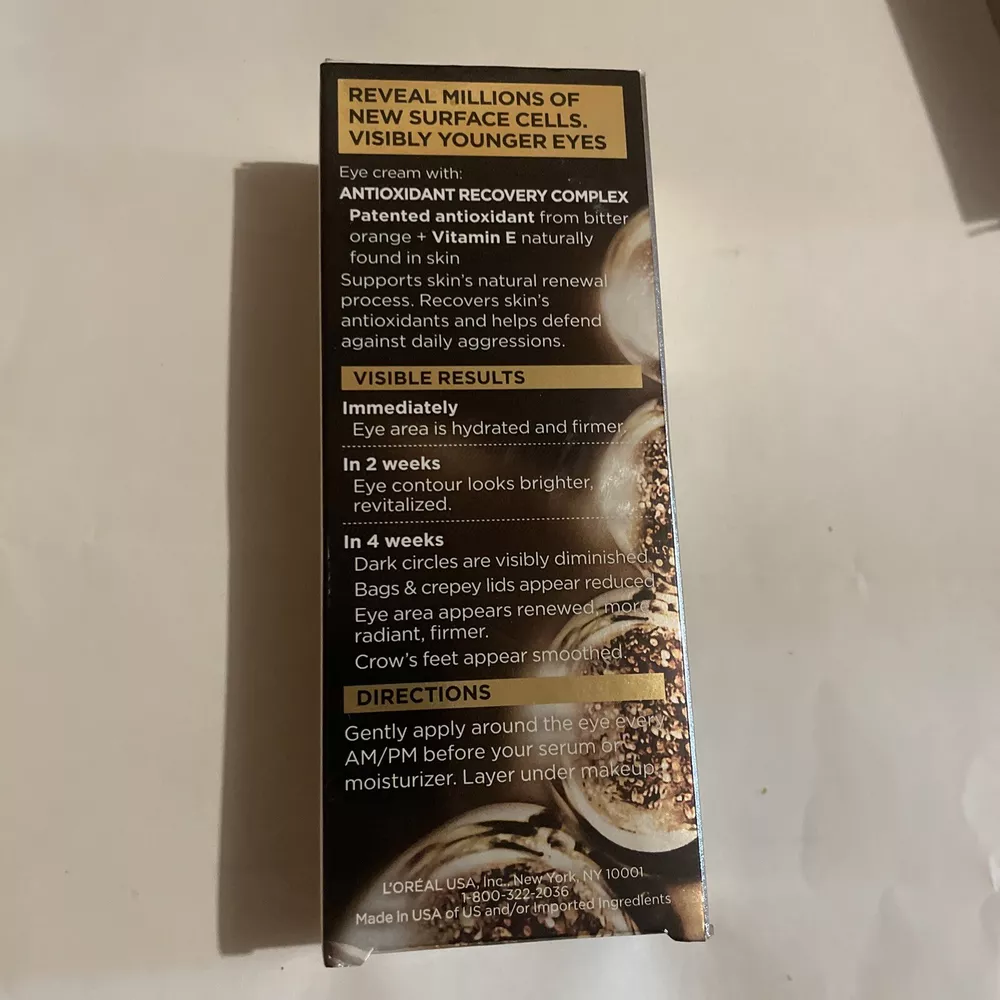 REVEAL MILLIONS OF
NEW SURFACE CELLS.
VISIBLY YOUNGER EYES
Eye cream with:
ANTIOXIDANT RECOVERY COMPLEX
Patented antioxidant from bitter
orange + Vitamin E naturally
found in skin
Supports skin's natural renewal
process. Recovers skin's
antioxidants and helps defend
against daily aggressions.
VISIBLE RESULTS
Immediately
Eye area is hydrated and firmer.
In 2 weeks
Eye contour looks brighter,
revitalized.
In 4 weeks
Dark circles are visibly diminished.
Bags & crepey lids appear reduced.
Eye area appears renewed, more
radiant, firmer.
Crow's feet appear smoothed.
DIRECTIONS
Gently apply around the eye every
AM/PM before your serum or
moisturizer. Layer under makeup.
L'ORÉAL USA, Inc., New York, NY 10001
1-800-322-2036
Made In USA of US and/or Imported Ingredients